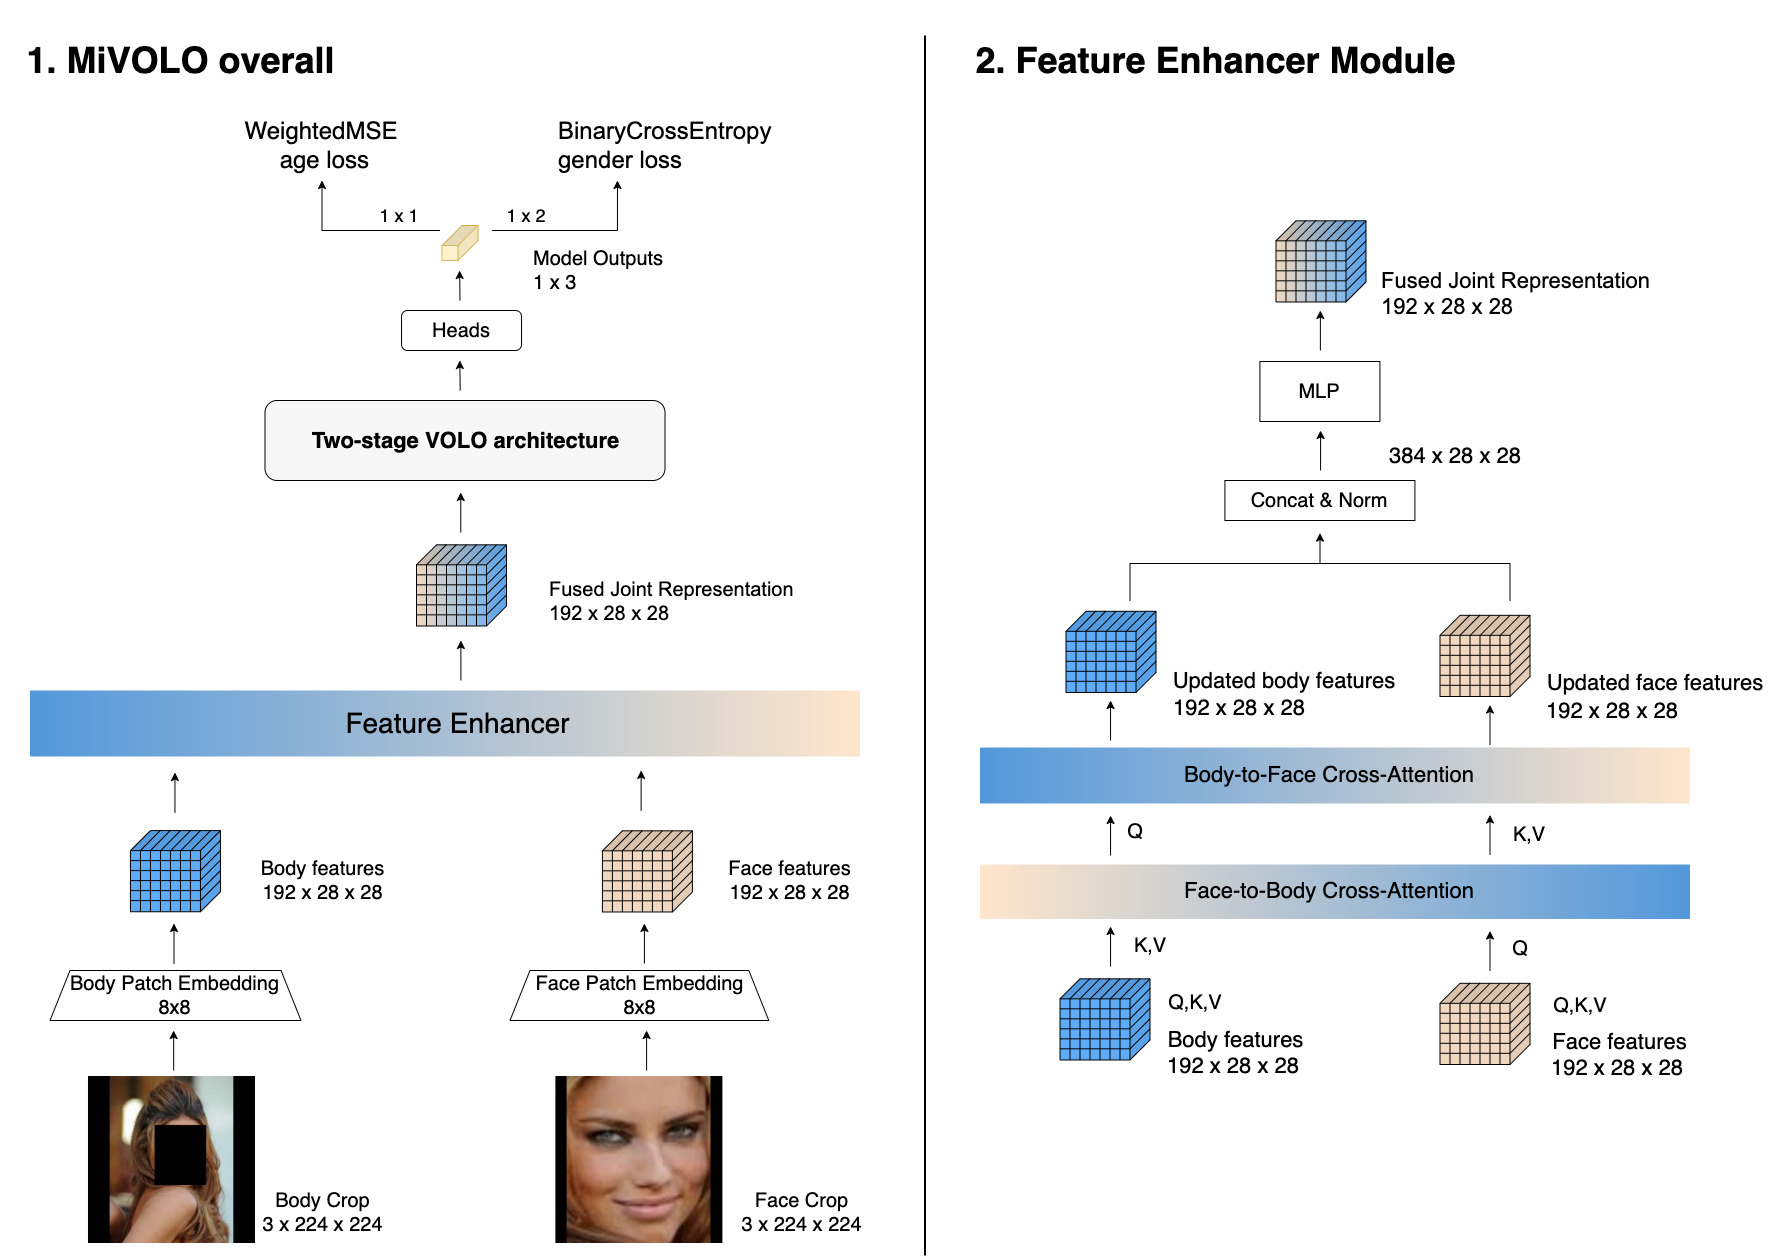 1. MiVOLO overall
WeightedMSE
age loss
BinaryCrossEntropy
gender loss
1 x 1
1 x 2
Model Outputs
1 x 3
Heads
Two-stage VOLO architecture
Fused Joint Representation
192 x 28 x 28
Feature Enhancer
Body features
192 x 28 x 28
Face features
192 x 28 x 28
Body Patch Embedding
8x8
Face Patch Embedding
8x8
Body Crop
3 x 224 x 224
Face Crop
3 x 224 x 224
2. Feature Enhancer Module
Fused Joint Representation
192 x 28 x 28
MLP
384 x 28 x 28
Concat & Norm
Updated body features
192 x 28 x 28
Updated face features
192 x 28 x 28
Body-to-Face Cross-Attention
Q
K,V
Face-to-Body Cross-Attention
K,V
Q
Q,K,V
Body features
192 x 28 x 28
Q,K,V
Face features
192 x 28 x 28